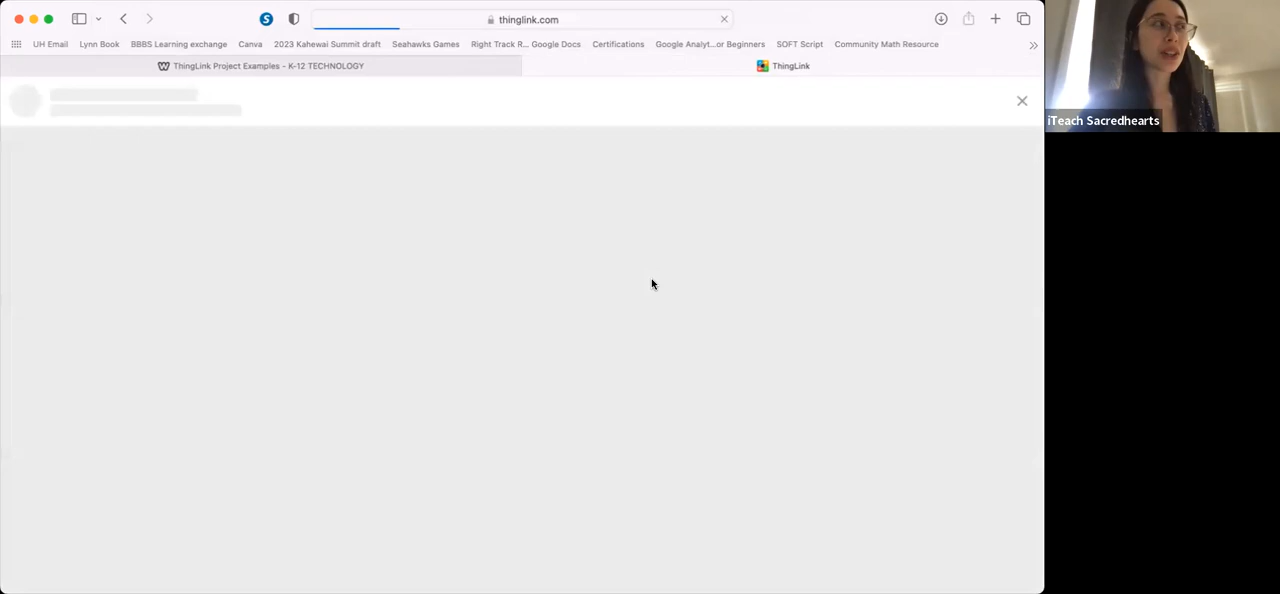 thinglink.com
UH Email Lynn Book BBBS Learning exchange Canva 2023 Kahewai Summit draft Seahawks Games Right Track R... Google Docs Certifications Google Analyt...or Beginners SOFT Script Community Math Resource
ThingLink Project Examples - K-12 TECHNOLOGY ThingLink
iTeach Sacredhearts